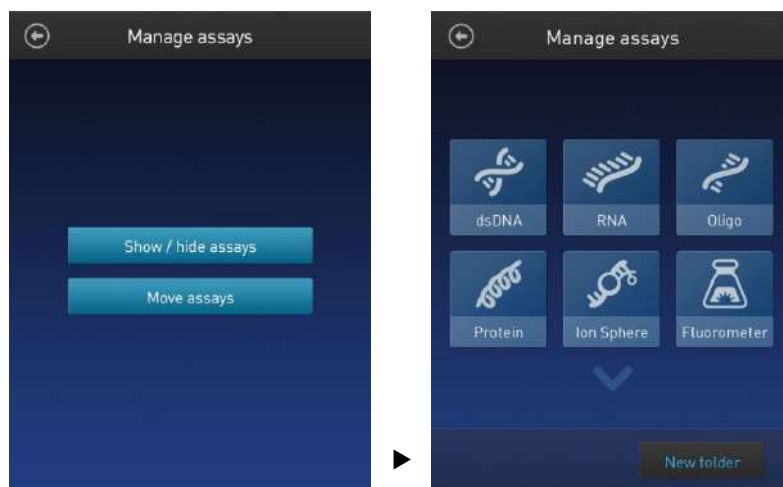 Manage assays
Show / hide assays
Move assays
Manage assays
dsDNA
RNA
Oligo
Protein
Ion Sphere
Fluorometer
New folder